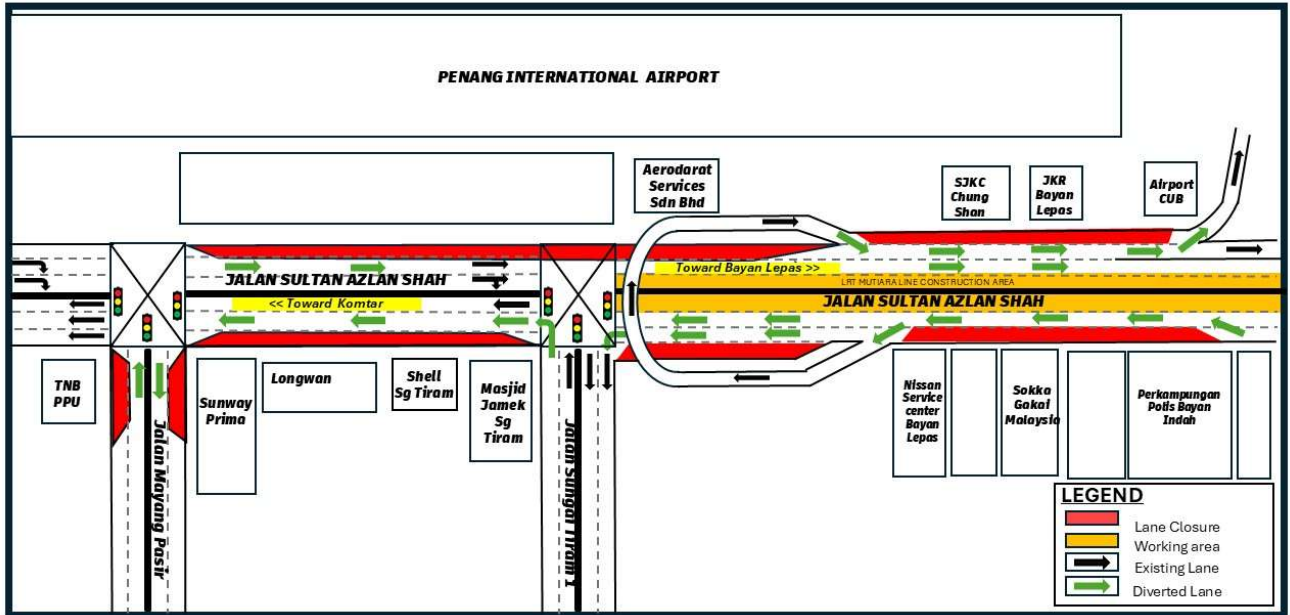 PENANG INTERNATIONAL AIRPORT
Aerodarat
Services
Sdn Bhd
SJKC
Chung
Shan
JKR
Bayan
Lepas
Airport
CUB
JALAN SULTAN AZLAN SHAH
Toward Bayan Lepas >>
LRT MUTIARA LINE CONSTRUCTION AREA
<< Toward Komtar
JALAN SULTAN AZLAN SHAH
TNB
PPU
Jalan Mayang Pasir
Sunway
Prima
Longwan
Shell
Sg Tiram
Masjid
Jamek
Sg
Tiram
Jalan Sungai Tiram 1
Nissan
Service
center
Bayan
Lepas
Sokka
Gakai
Malaysia
Perkampungan
Polis Bayan
Indah
LEGEND
Lane Closure
Working area
Existing Lane
Diverted Lane